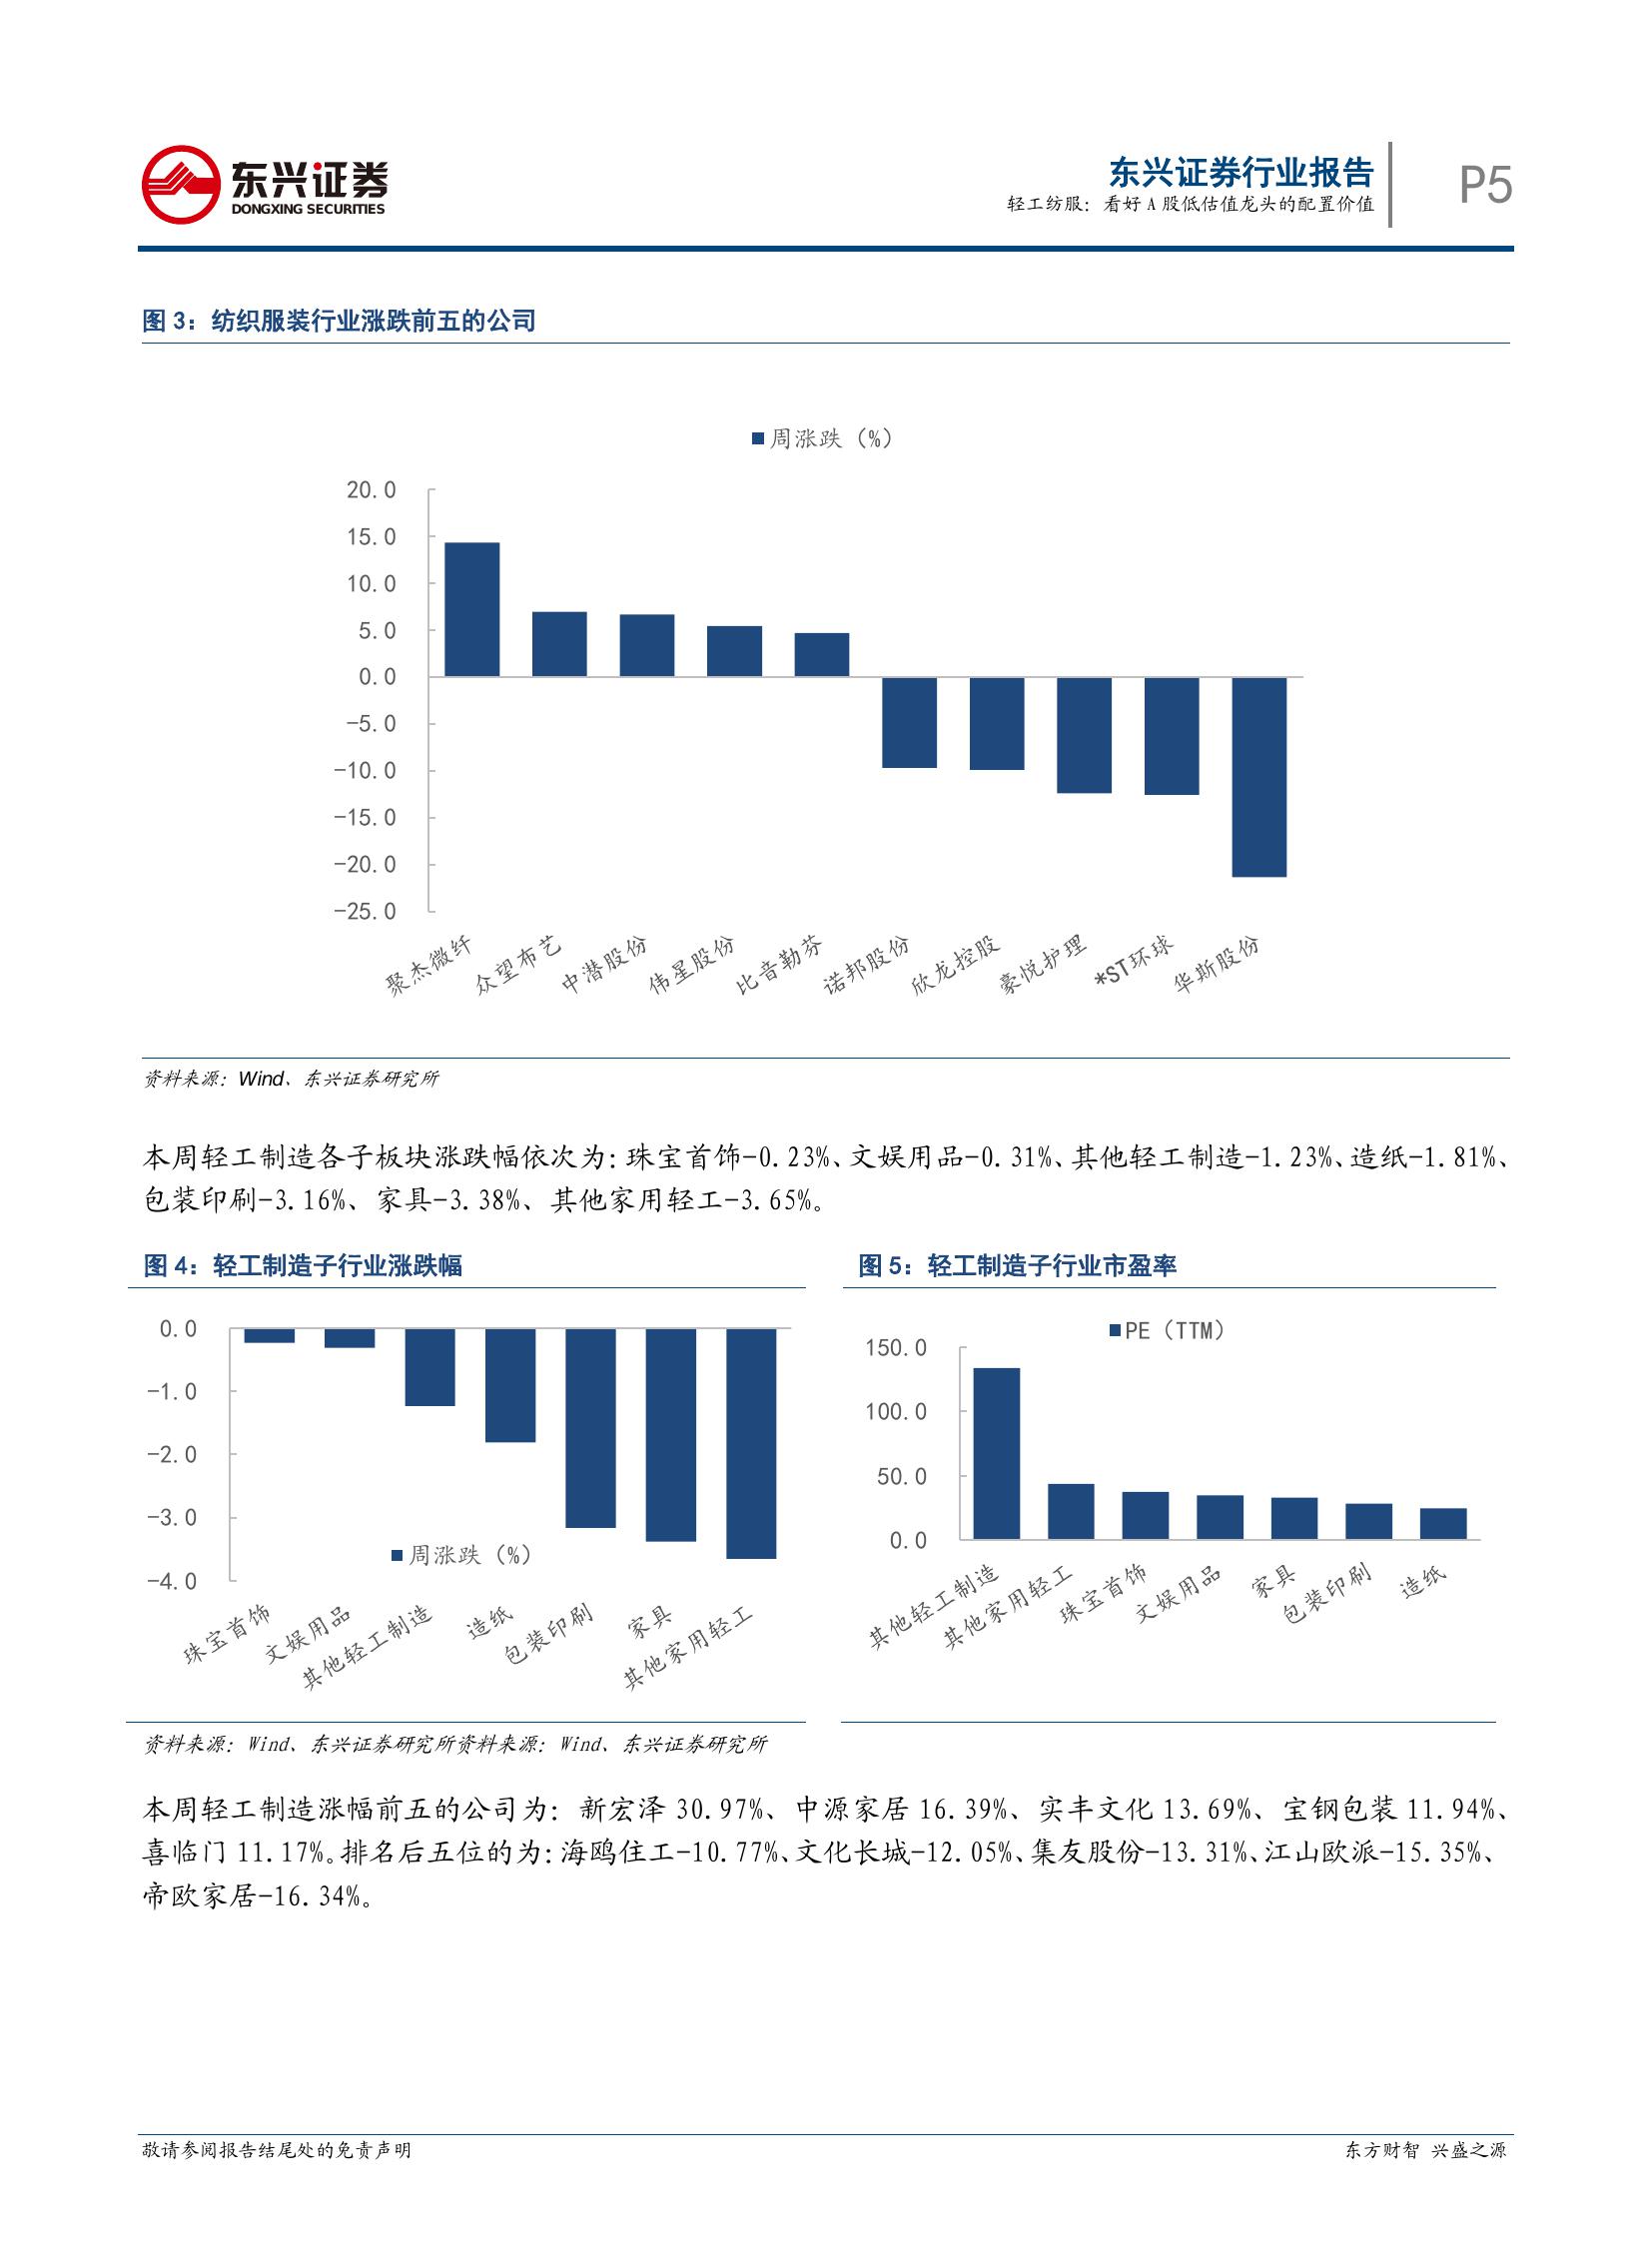 东兴证券
DONGXING SECURITIES
东兴证券行业报告
轻工纺服：看好 A 股低估值龙头的配置价值
P5
图 3：纺织服装行业涨跌前五的公司
周涨跌（%）
20.0
15.0
10.0
5.0
0.0
-5.0
-10.0
-15.0
-20.0
-25.0
聚杰微纤
众望布艺
中潜股份
伟星股份
比音勒芬
诺邦股份
欣龙控股
豪悦护理
*ST环球
华斯股份
资料来源：Wind、东兴证券研究所
本周轻工制造各子板块涨跌幅依次为：珠宝首饰-0.23%、文娱用品-0.31%、其他轻工制造-1.23%、造纸-1.81%、
包装印刷-3.16%、家具-3.38%、其他家用轻工-3.65%。
图 4：轻工制造子行业涨跌幅
0.0
-1.0
-2.0
-3.0
-4.0
周涨跌（%）
珠宝首饰
文娱用品
其他轻工制造
造纸
包装印刷
家具
其他家用轻工
图 5：轻工制造子行业市盈率
PE（TTM）
150.0
100.0
50.0
0.0
其他轻工制造
其他家用轻工
珠宝首饰
文娱用品
家具
包装印刷
造纸
资料来源：Wind、东兴证券研究所资料来源：Wind、东兴证券研究所
本周轻工制造涨幅前五的公司为：新宏泽 30.97%、中源家居 16.39%、实丰文化 13.69%、宝钢包装 11.94%、
喜临门 11.17%。排名后五位的为：海鸥住工-10.77%、文化长城-12.05%、集友股份-13.31%、江山欧派-15.35%、
帝欧家居-16.34%。
敬请参阅报告结尾处的免责声明
东方财智 兴盛之源